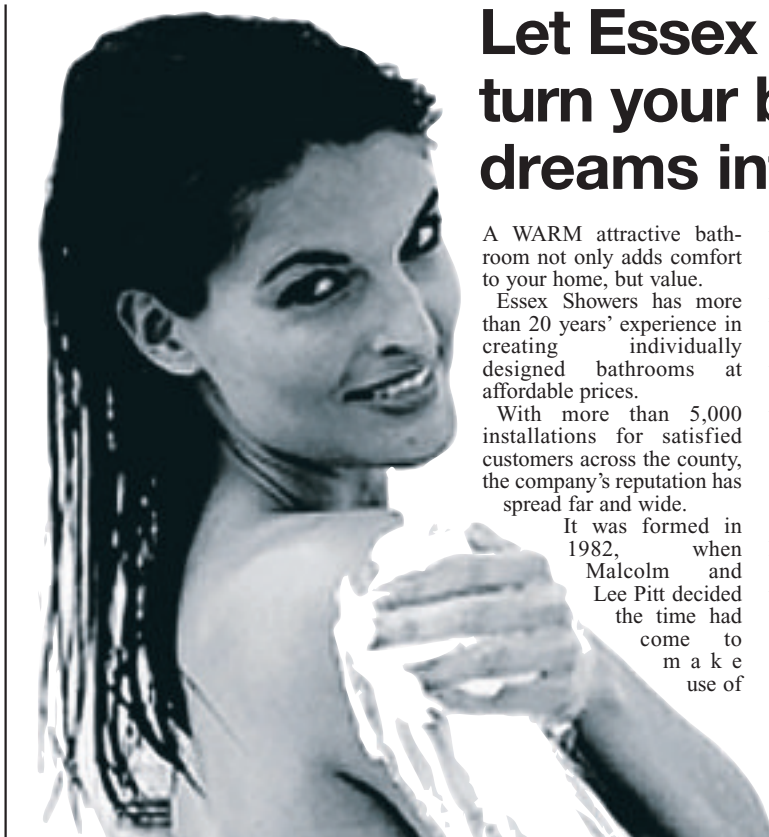 Let Essex
turn your
dreams
A WARM attractive bath-
room not only adds comfort
to your home, but value.
Essex Showers has more
than 20 years’ experience in
creating individually
designed bathrooms at
affordable prices.
With more than 5,000
installations for satisfied
customers across the county,
the company’s reputation has
spread far and wide.
It was formed in
1982, when
Malcolm and
Lee Pitt decided
the time had
come to
make
use of